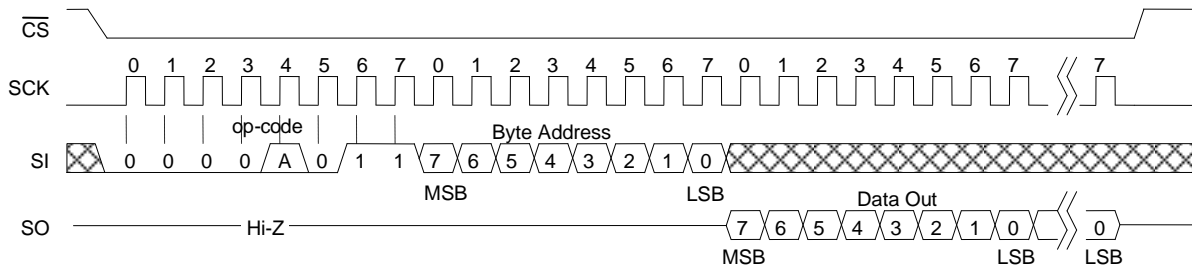 CS
0 1 2 3 4 5 6 7 0 1 2 3 4 5 6 7 0 1 2 3 4 5 6 7 7
SCK
op-code Byte Address
SI 0 0 0 0 A 0 1 1 7 6 5 4 3 2 1 0
MSB LSB
Data Out
SO Hi-Z 7 6 5 4 3 2 1 0 0
MSB LSB LSB